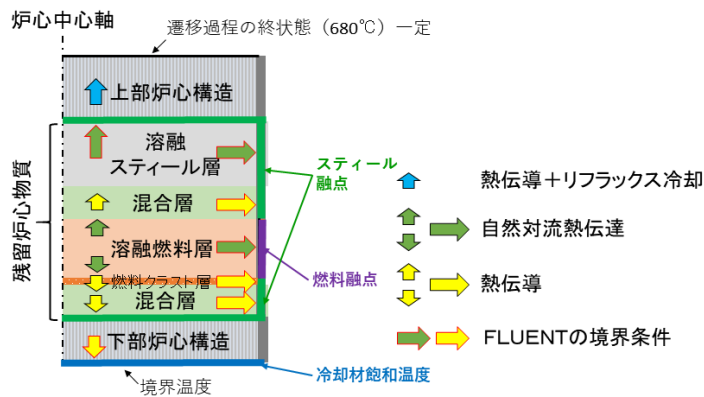 炉心中心軸
遷移過程の終状態（680℃）一定
上部炉心構造
溶融
スティール層
混合層
溶融燃料層
燃料クラスト層
混合層
下部炉心構造
残留炉心物質
境界温度
スティール
融点
燃料融点
冷却材飽和温度
熱伝導＋リフラックス冷却
自然対流熱伝達
熱伝導
FLUENTの境界条件